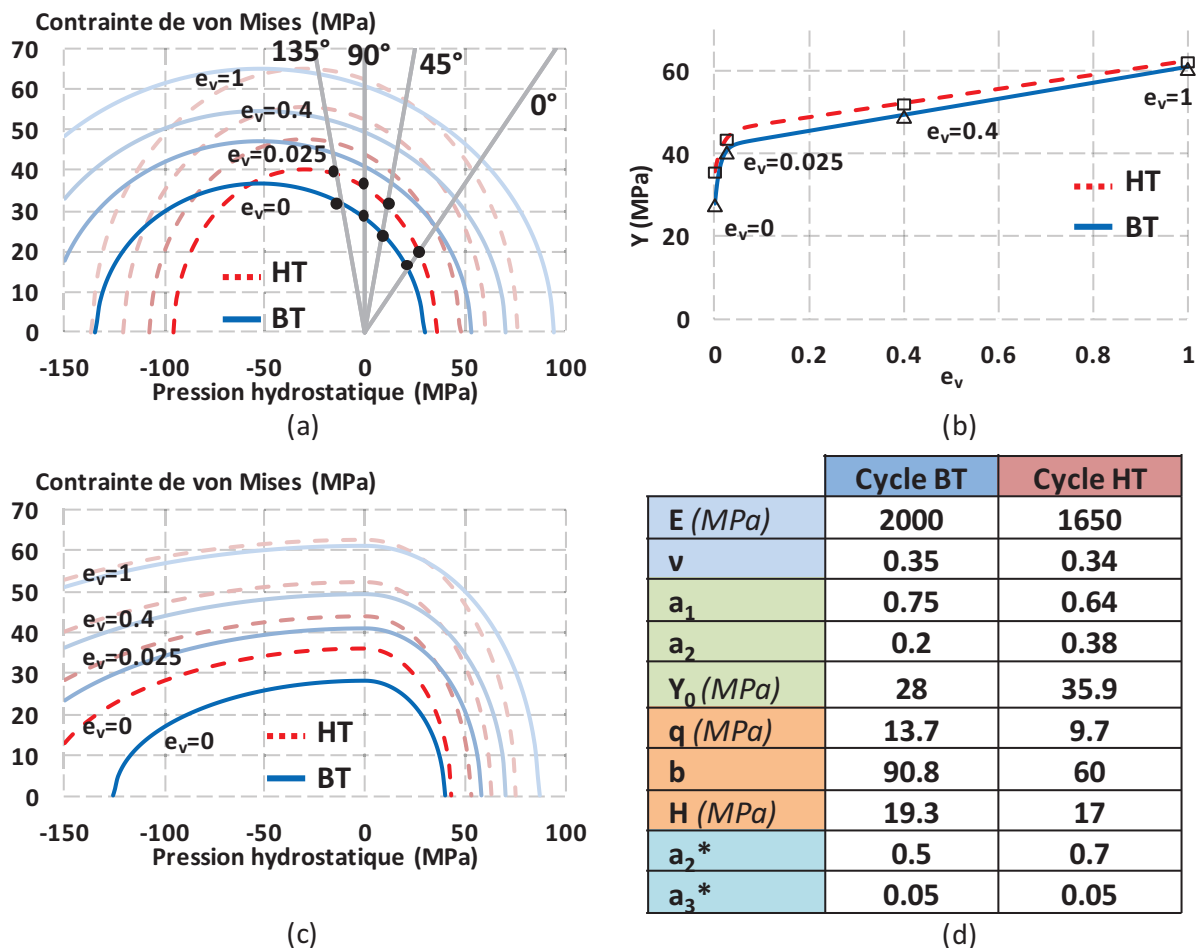 Contrainte de von Mises (MPa)
70
60
50
40
30
20
10
0
-150
-100
-50
0
50
100
Pression hydrostatique (MPa)
135°
90°
45°
0°
e_v=1
e_v=0.4
e_v=0.025
e_v=0
HT
BT
(a)
Y (MPa)
60
40
20
0
0
0.2
0.4
0.6
0.8
1
e_v
e_v=0
e_v=0.025
e_v=0.4
e_v=1
HT
BT
(b)
Contrainte de von Mises (MPa)
70
60
50
40
30
20
10
0
-150
-100
-50
0
50
100
Pression hydrostatique (MPa)
e_v=1
e_v=0.4
e_v=0.025
e_v=0
e_v=0
HT
BT
(c)
Cycle BT Cycle HT
E (MPa) 2000 1650
ν 0.35 0.34
a₁ 0.75 0.64
a₂ 0.2 0.38
Y₀ (MPa) 28 35.9
q (MPa) 13.7 9.7
b 90.8 60
H (MPa) 19.3 17
a₂* 0.5 0.7
a₃* 0.05 0.05
(d)